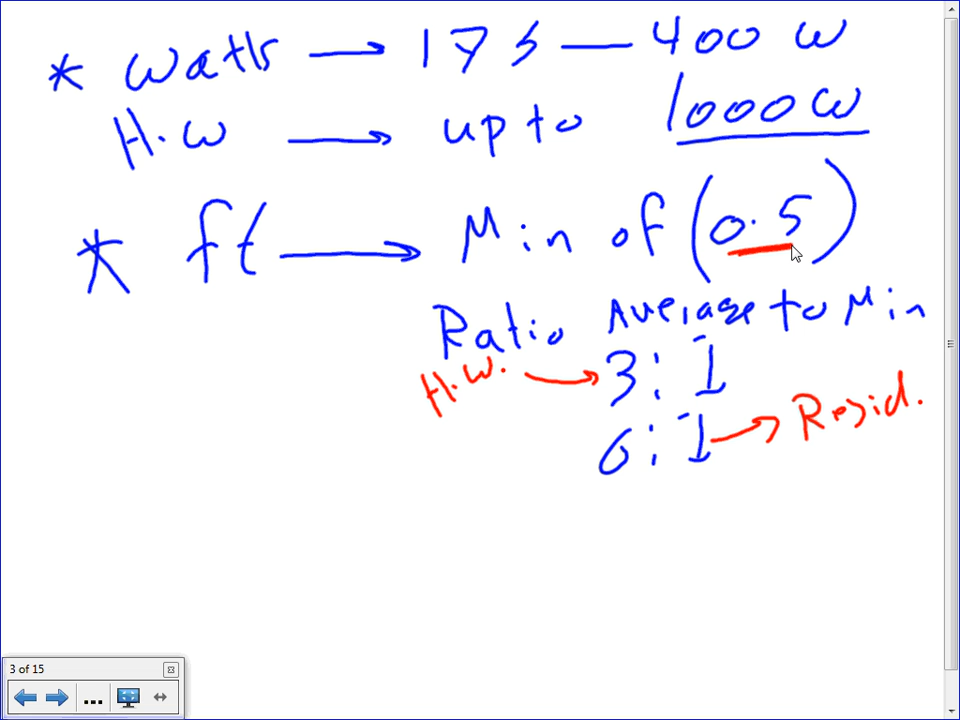 * Watts → 175 — 400 W
H.W → up to 1000 W
* ft → Min of (0.5)
Ratio Average to Min
H.W. → 3 : 1
6 : 1 → Resid.
3 of 15
...